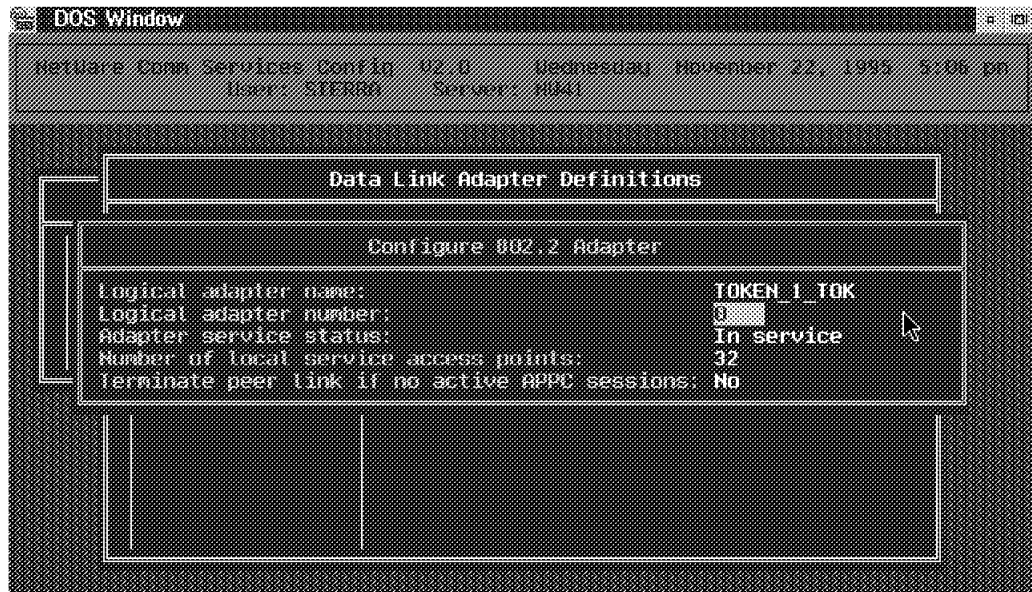 DOS Window
NetWare Comm Services Config V2.0 Wednesday November 22, 1995 5:06 pm
User: STERRA Server: NW41
Data Link Adapter Definitions
Configure 802.2 Adapter
Logical adapter name: TOKEN_1_TOK
Logical adapter number: 0
Adapter service status: In service
Number of local service access points: 32
Terminate peer link if no active APPC sessions: No